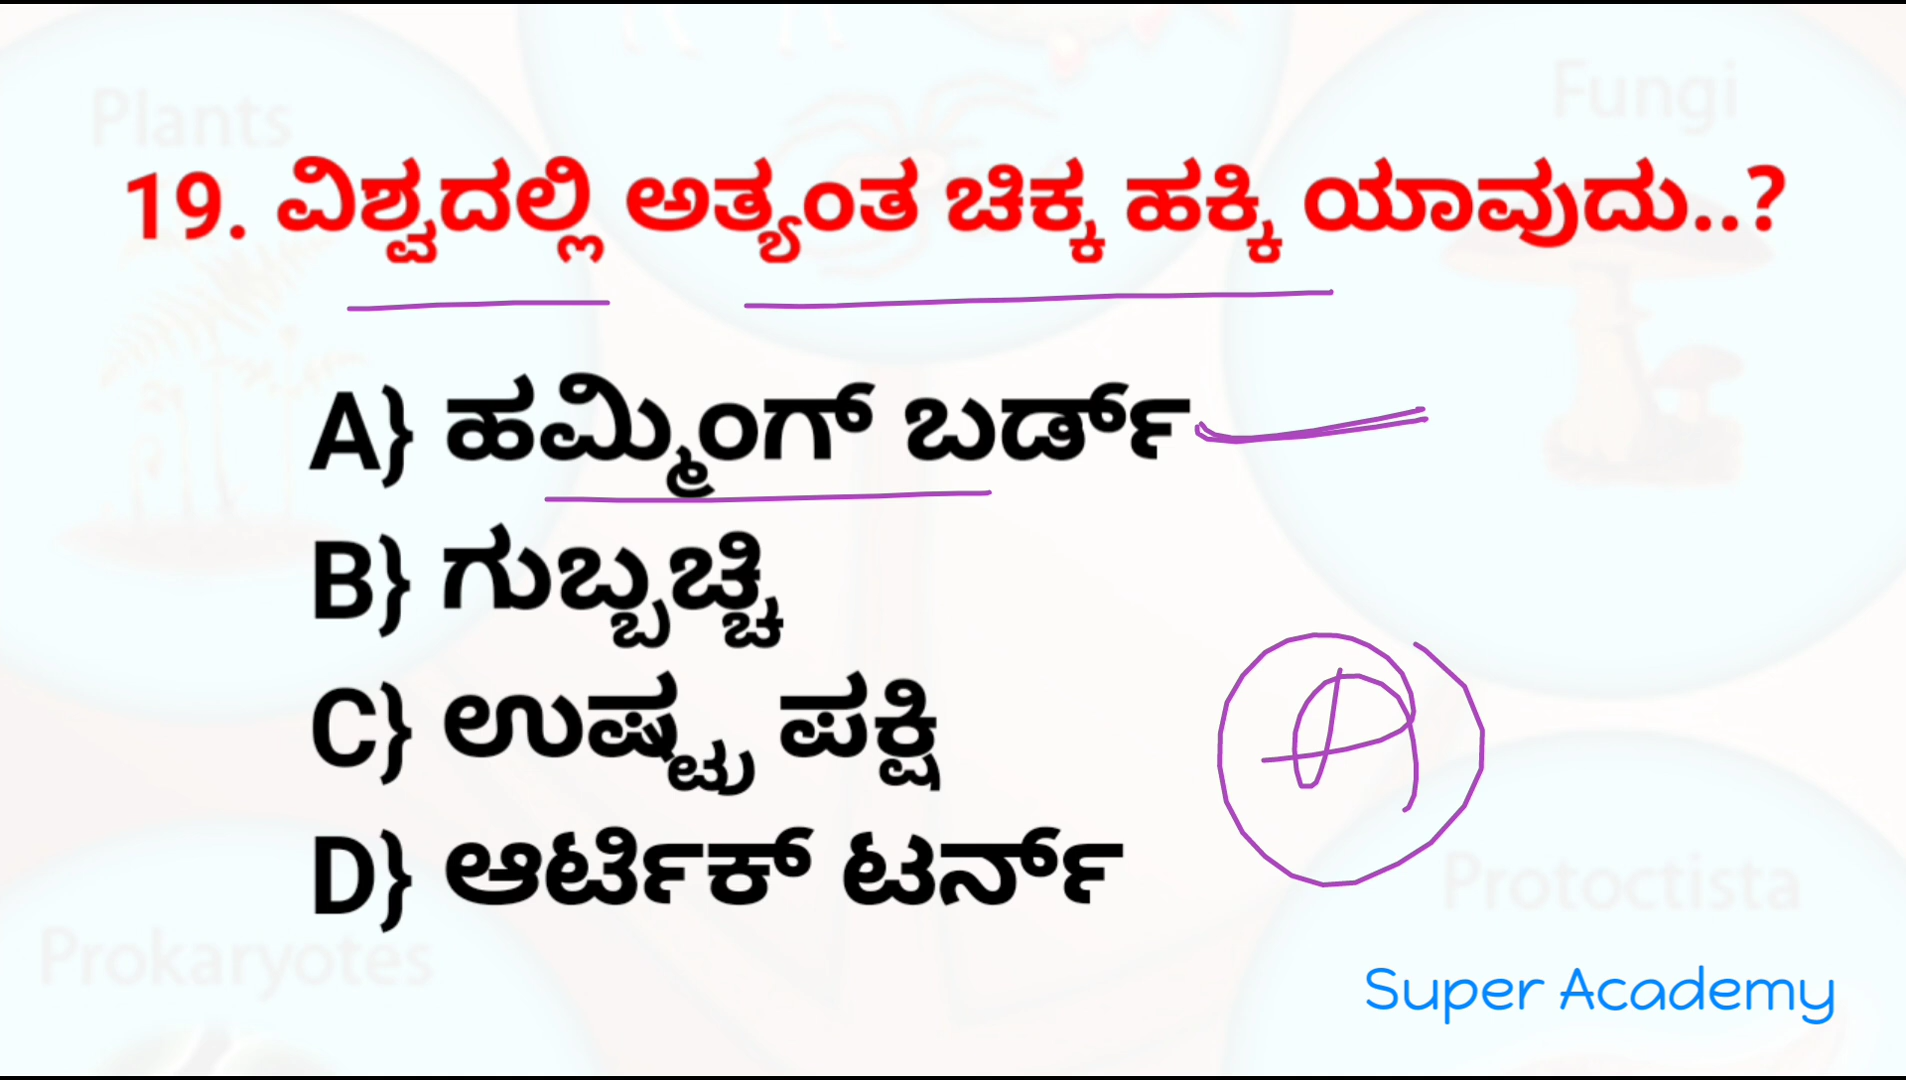 Plants
Fungi
19. ವಿಶ್ವದಲ್ಲಿ ಅತ್ಯಂತ ಚಿಕ್ಕ ಹಕ್ಕಿ ಯಾವುದು..?
A} ಹಮ್ಮಿಂಗ್ ಬರ್ಡ್
B} ಗುಬ್ಬಚ್ಚಿ
C} ಉಷ್ಟ್ರ ಪಕ್ಷಿ
D} ಆರ್ಟಿಕ್ ಟರ್ನ್
A
Protoctista
Prokaryotes
Super Academy